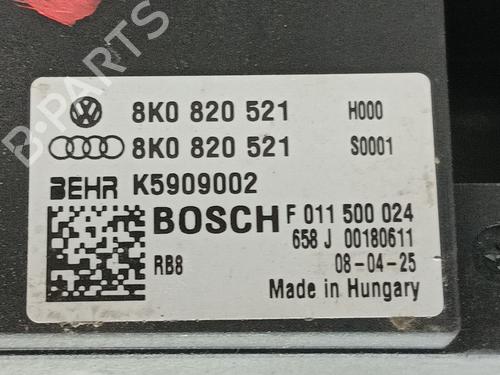 B-PARTS
8K0 820 521 H000
8K0 820 521 S0001
BEHR K5909002
BOSCH F 011 500 024
658 J 00180611
RB8 08-04-25
Made in Hungary